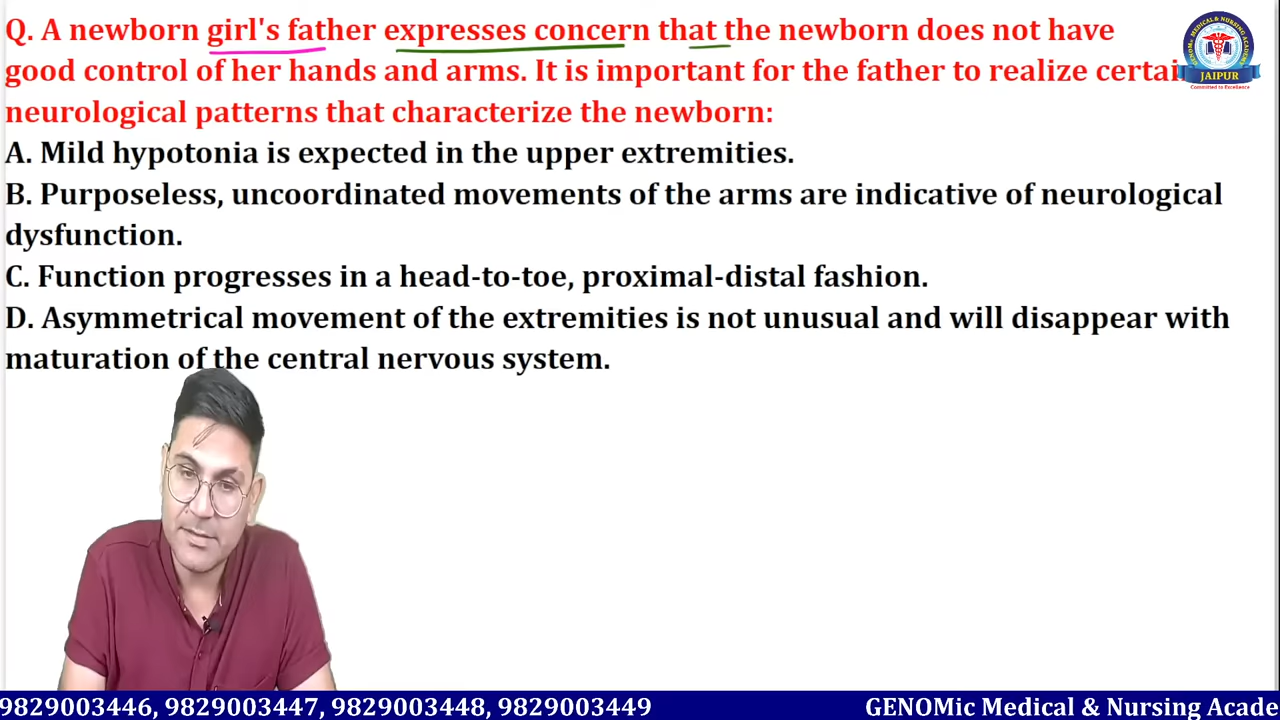 Q. A newborn girl's father expresses concern that the newborn does not have
good control of her hands and arms. It is important for the father to realize certai
neurological patterns that characterize the newborn:
A. Mild hypotonia is expected in the upper extremities.
B. Purposeless, uncoordinated movements of the arms are indicative of neurological
dysfunction.
C. Function progresses in a head-to-toe, proximal-distal fashion.
D. Asymmetrical movement of the extremities is not unusual and will disappear with
maturation of the central nervous system.
JAIPUR
Committed to Excellence
9829003446, 9829003447, 9829003448, 9829003449
GENOMic Medical & Nursing Acade